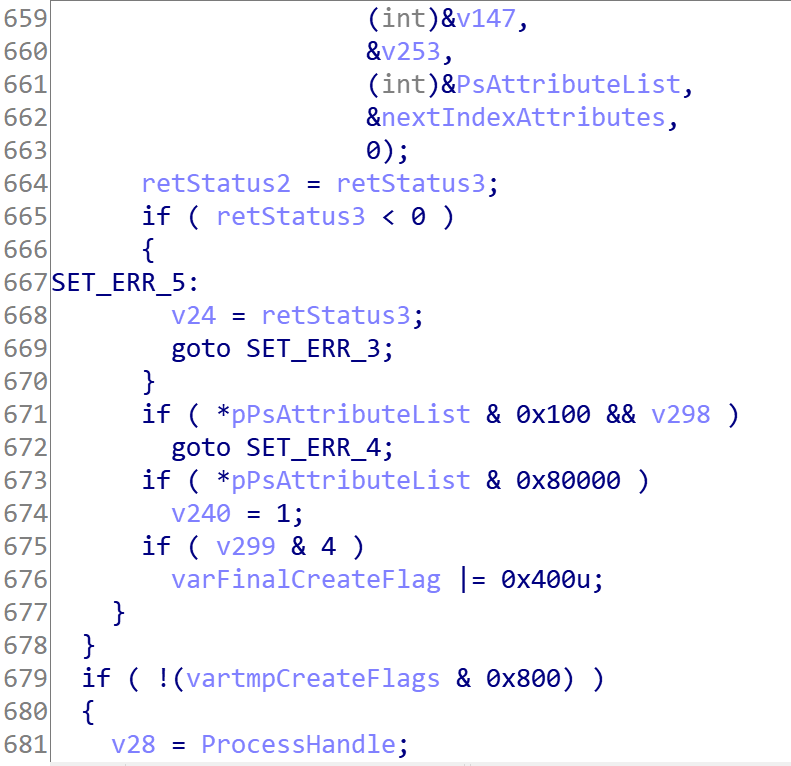 659                     (int)&v147,
660                     &v253,
661                     (int)&PsAttributeList,
662                     &nextIndexAttributes,
663                     0);
664      retStatus2 = retStatus3;
665      if ( retStatus3 < 0 )
666      {
667SET_ERR_5:
668        v24 = retStatus3;
669        goto SET_ERR_3;
670      }
671      if ( *pPsAttributeList & 0x100 && v298 )
672        goto SET_ERR_4;
673      if ( *pPsAttributeList & 0x80000 )
674        v240 = 1;
675      if ( v299 & 4 )
676        varFinalCreateFlag |= 0x400u;
677    }
678  }
679  if ( !(vartmpCreateFlags & 0x800) )
680  {
681    v28 = ProcessHandle;